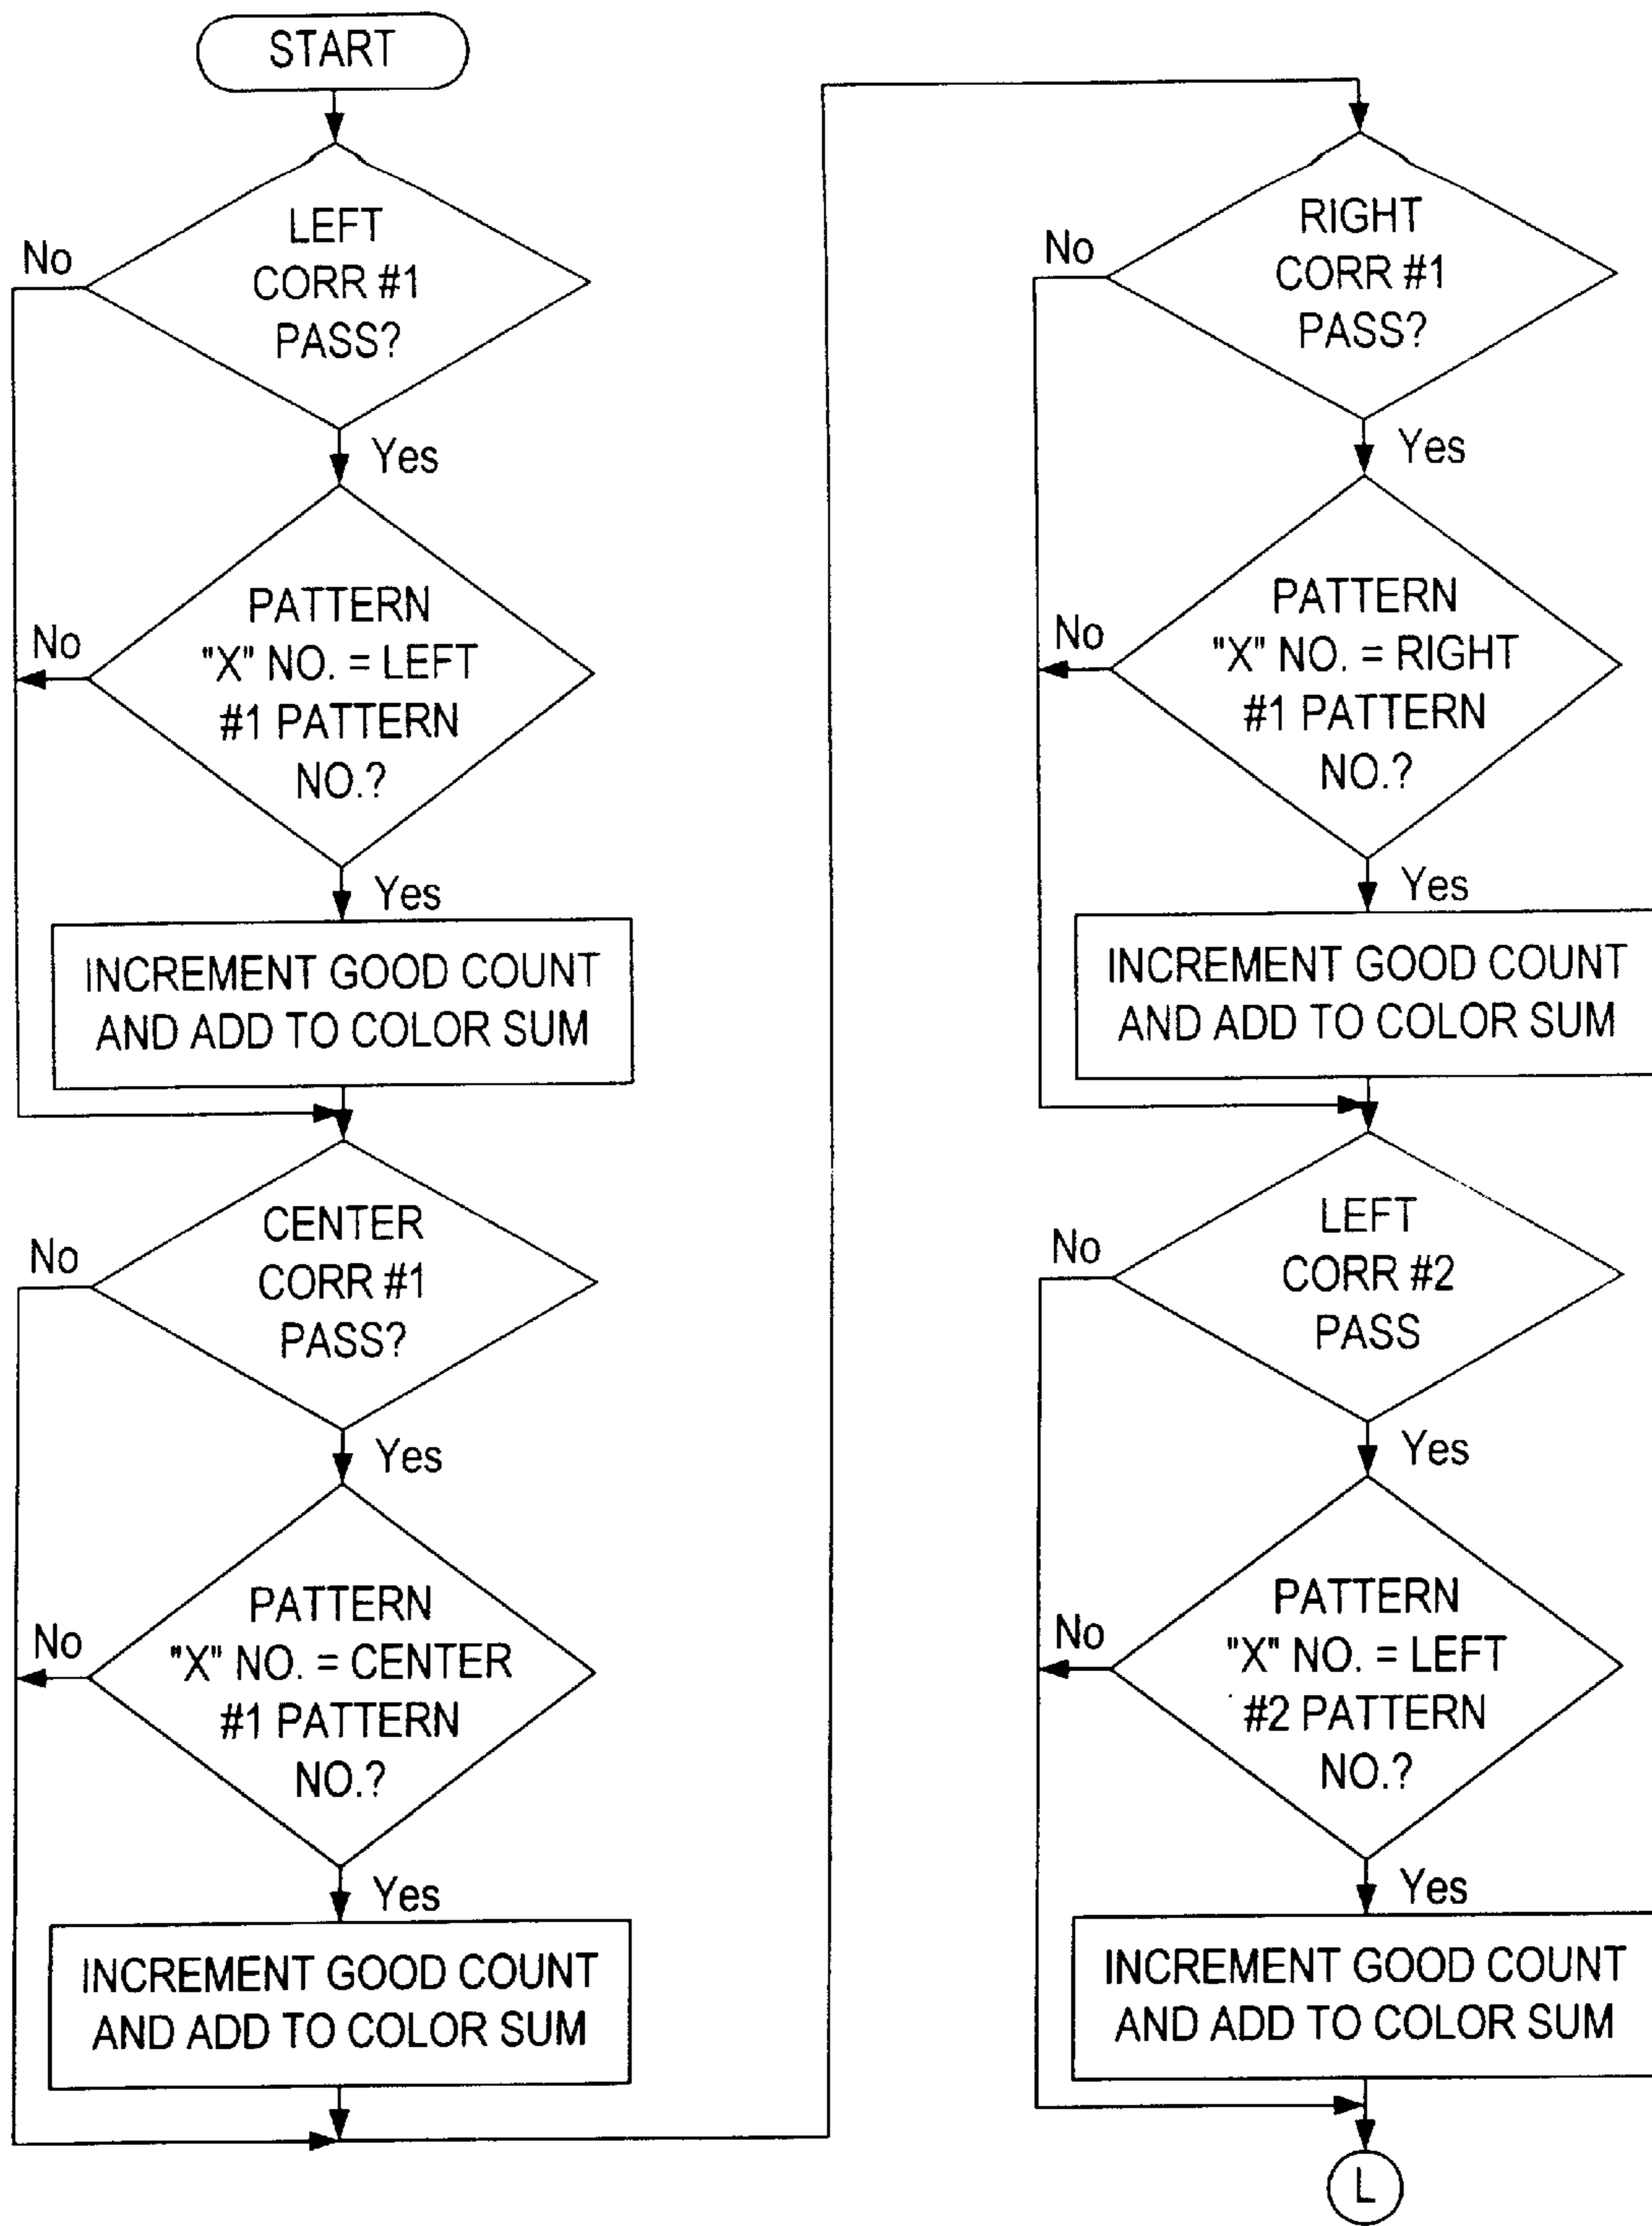 START
LEFT
CORR #1
PASS?
No
Yes
PATTERN
"X" NO. = LEFT
#1 PATTERN
NO.?
No
Yes
INCREMENT GOOD COUNT
AND ADD TO COLOR SUM
CENTER
CORR #1
PASS?
No
Yes
PATTERN
"X" NO. = CENTER
#1 PATTERN
NO.?
No
Yes
INCREMENT GOOD COUNT
AND ADD TO COLOR SUM
RIGHT
CORR #1
PASS?
No
Yes
PATTERN
"X" NO. = RIGHT
#1 PATTERN
NO.?
No
Yes
INCREMENT GOOD COUNT
AND ADD TO COLOR SUM
LEFT
CORR #2
PASS
No
Yes
PATTERN
"X" NO. = LEFT
#2 PATTERN
NO.?
No
Yes
INCREMENT GOOD COUNT
AND ADD TO COLOR SUM
L